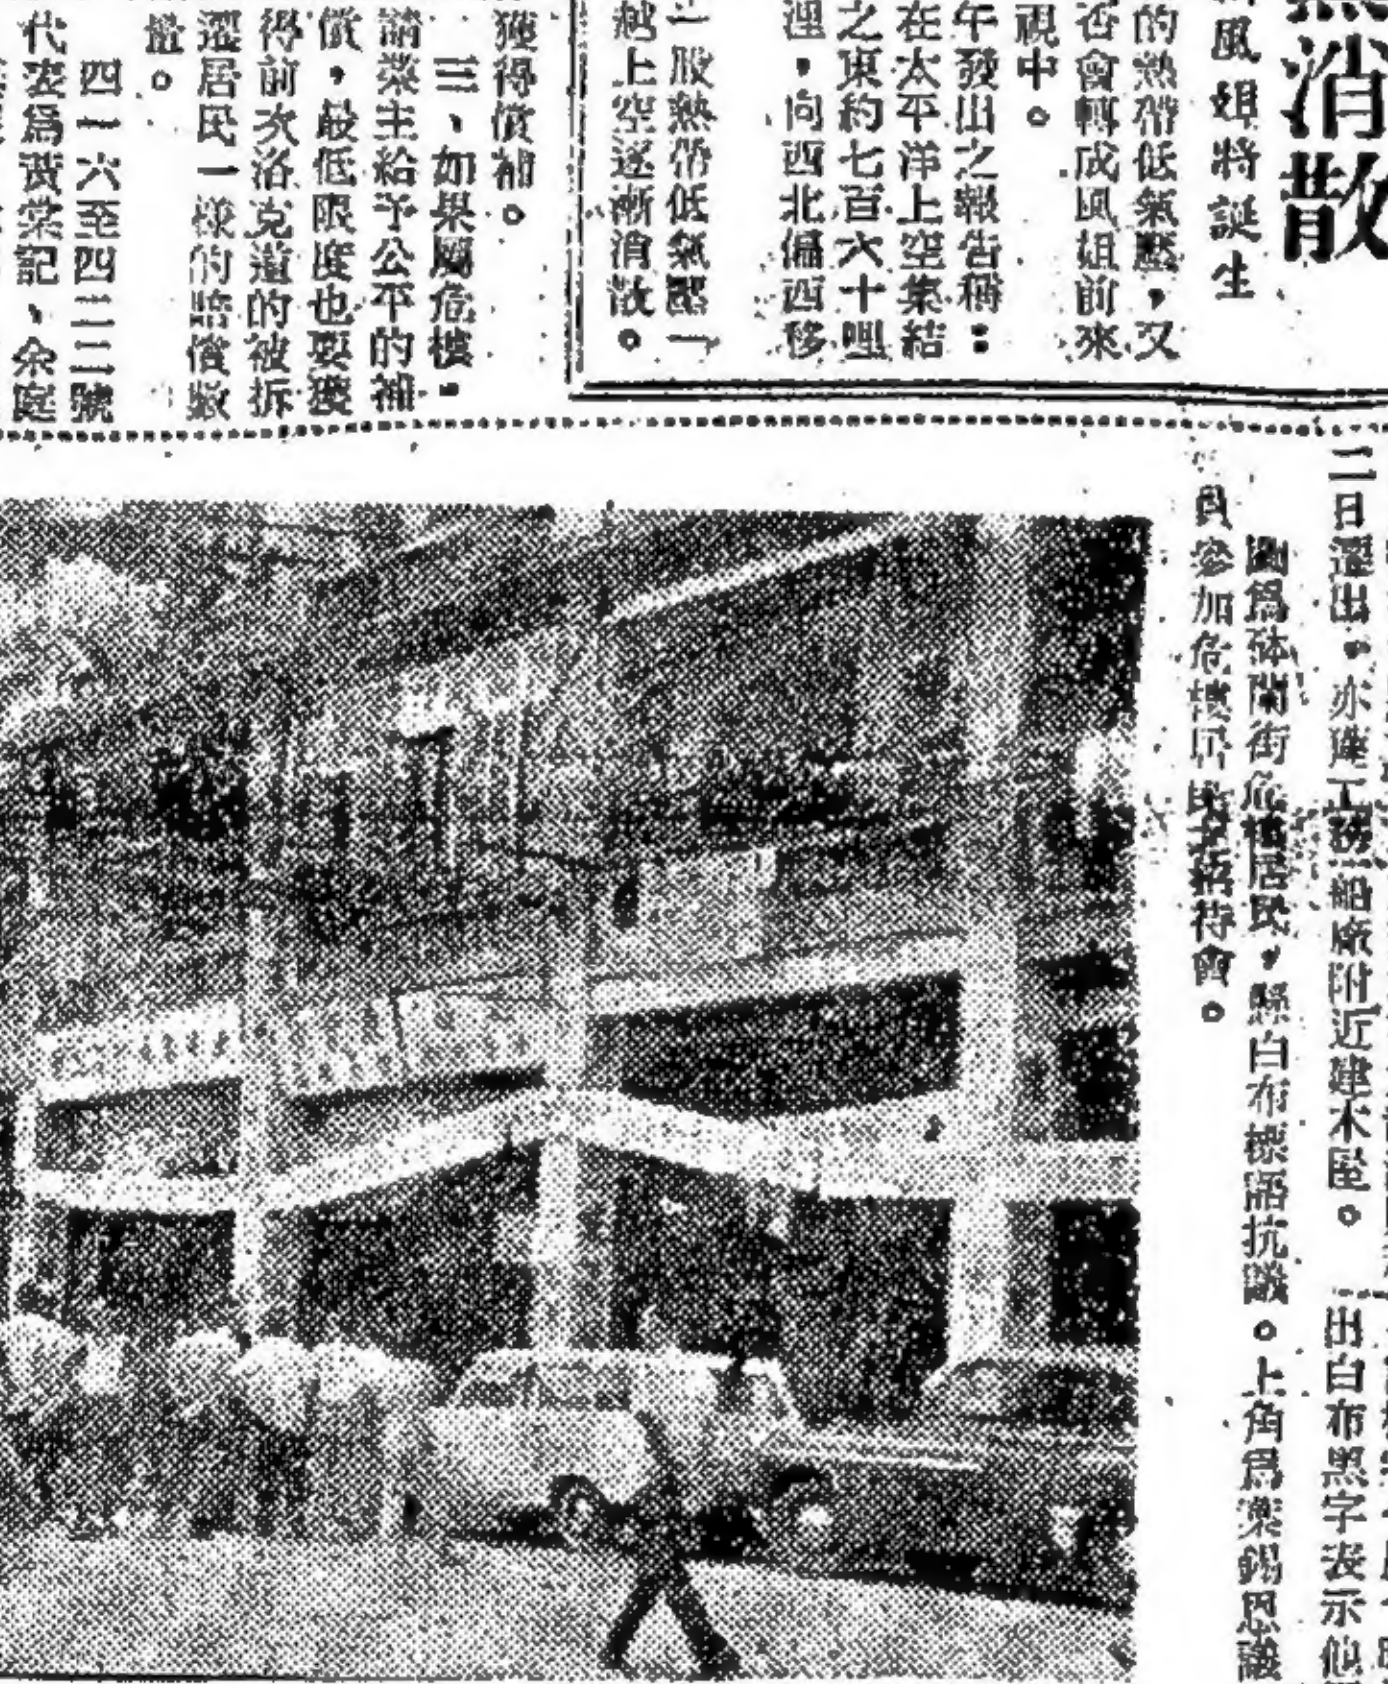 消散
風姐將誕生
的熱帶低氣壓，又
否會轉成風姐前來
視中。
午發出之報告稱：
在太平洋上空集結
之東約七百六十哩
，向西北偏西移
一股熱帶低氣壓一
越上空逐漸消散。
獲得償補。
三、如果屬危樓，
請業主給予公平的補
償，最低限度也要獲
得前次洛克道的被拆
遷居民一樣的賠償數
四一六至四二二號
代表為黃棠記、余庭
二日遷出，亦建工務船廠附近建木屋。
出白布黑字表示他
圖為砵蘭街危樓居民，懸白布標語抗議。上角為葉錫恩議
員參加危樓居民招待會。